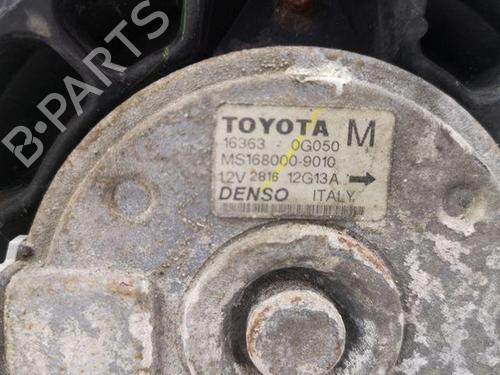 B-PARTS
TOYOTA M
16363 - 0G050
MS168000-9010
12V 2816 12G13A →
DENSO ITALY